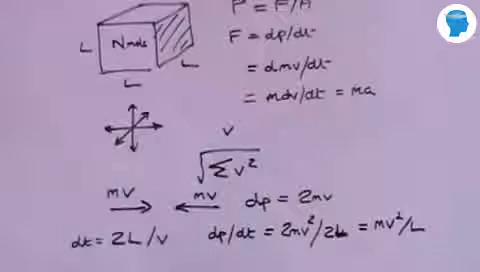 P = F/A
L
N mols
L
L
F = dp/dt
= dmv/dt
= mdv/dt = ma
v
√Σv²
mv
mv
dp = 2mv
dt = 2L/v
dp/dt = 2mv²/2L = mv²/L